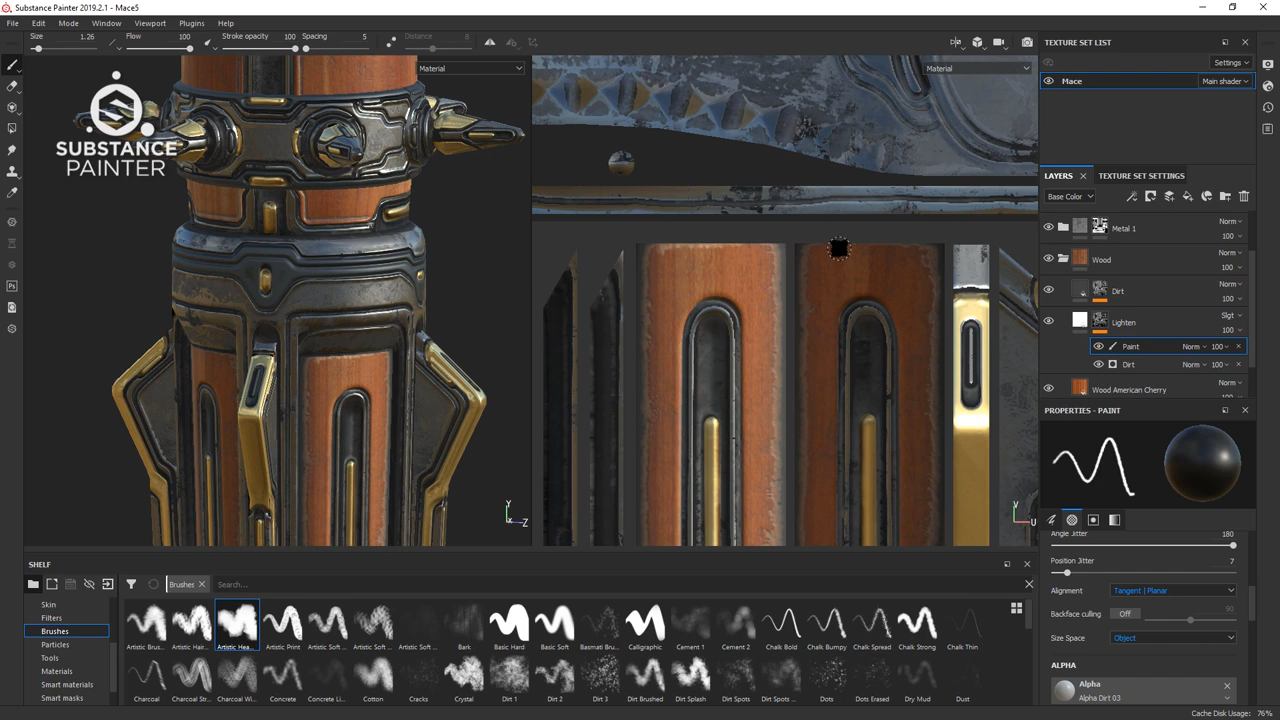 Substance Painter 2019.2.1 - Mace5
File Edit Mode Window Viewport Plugins Help
Size 1.26 Flow 100 Stroke opacity 100 Spacing 5 Distance 8
Material
Material
SUBSTANCE
PAINTER
Y
Z
V
U
TEXTURE SET LIST
Settings
Mace Main shader
LAYERS TEXTURE SET SETTINGS
Base Color
Metal 1 Norm 100
Wood Norm 100
Dirt Norm 100
Lighten Slgt 100
Paint Norm 100
Dirt Norm 100
Wood American Cherry Norm
PROPERTIES - PAINT
Angle Jitter 180
Position Jitter 7
Alignment Tangent | Planar
Backface culling Off 90
Size Space Object
ALPHA
Alpha
Alpha Dirt 03
SHELF
Brushes Search...
Skin
Filters
Brushes
Particles
Tools
Materials
Smart materials
Smart masks
Artistic Brus... Artistic Hair... Artistic Hea... Artistic Print Artistic Soft ... Artistic Soft ... Artistic Soft ... Bark Basic Hard Basic Soft Basmati Bru... Calligraphic Cement 1 Cement 2 Chalk Bold Chalk Bumpy Chalk Spread Chalk Strong Chalk Thin
Charcoal Charcoal Str... Charcoal Wi... Concrete Concrete Li... Cotton Cracks Crystal Dirt 1 Dirt 2 Dirt 3 Dirt Brushed Dirt Splash Dirt Spots Dirt Spots ... Dots Dots Erased Dry Mud Dust
Cache Disk Usage: 76%